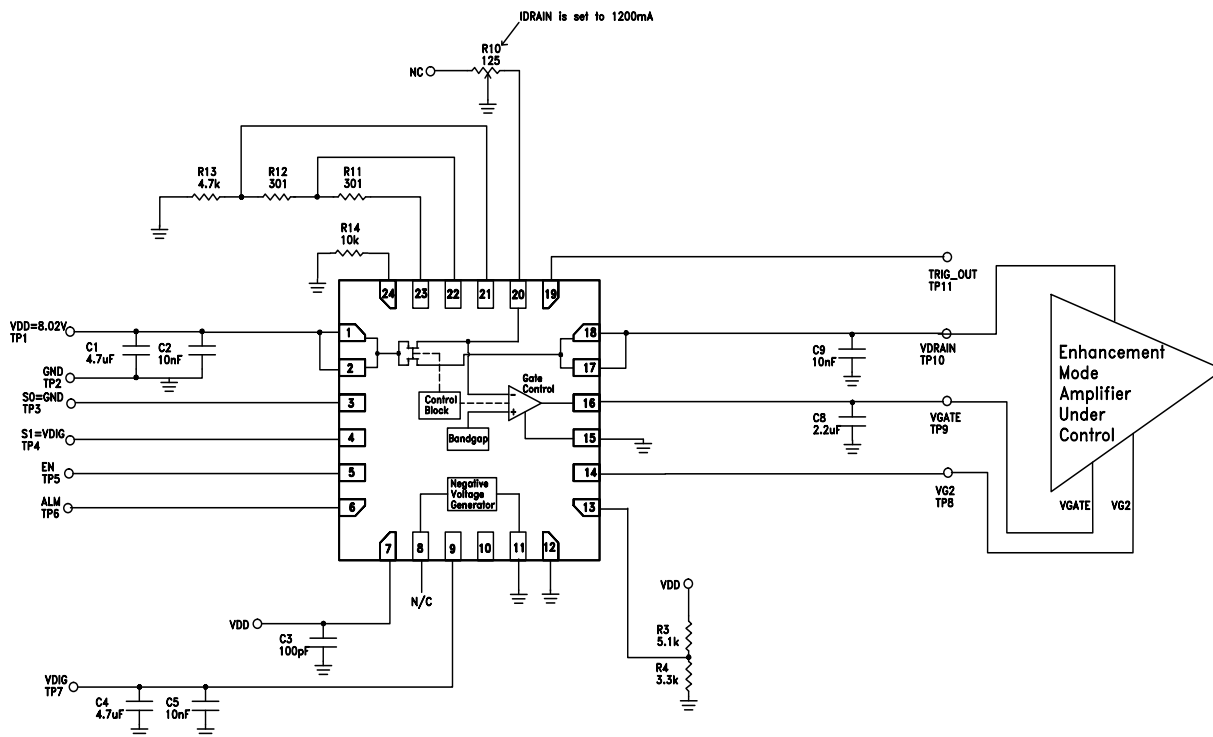 IDRAIN is set to 1200mA
R10
125
NC
R13
4.7k
R12
301
R11
301
R14
10k
24
23
22
21
20
19
TRIG_OUT
TP11
VDD=8.02V
TP1
C1
4.7uF
C2
10nF
GND
TP2
S0=GND
TP3
S1=VDIG
TP4
EN
TP5
ALM
TP6
1
2
3
4
5
6
Control
Block
Bandgap
Gate
Control
-
+
Negative
Voltage
Generator
18
17
16
15
14
13
7
8
9
10
11
12
N/C
VDRAIN
TP10
C9
10nF
VGATE
TP9
C8
2.2uF
VG2
TP8
Enhancement
Mode
Amplifier
Under
Control
VGATE
VG2
VDD
C3
100pF
VDIG
TP7
C4
4.7uF
C5
10nF
VDD
R3
5.1k
R4
3.3k